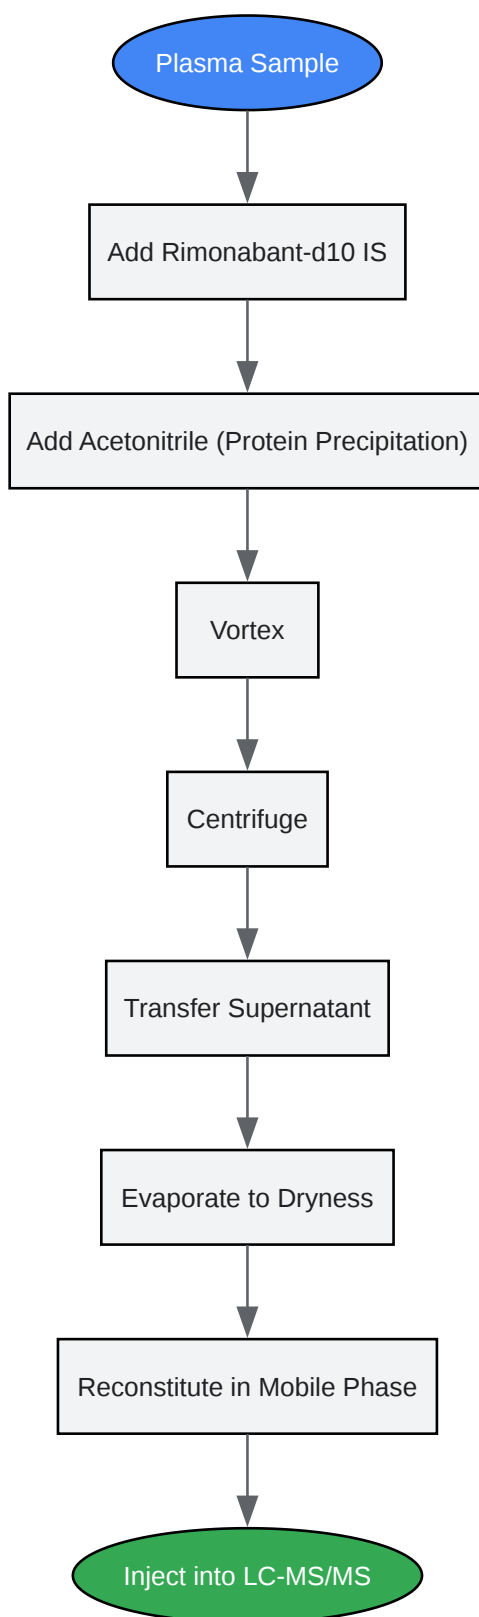 Plasma Sample
Add Rimonabant-d10 IS
Add Acetonitrile (Protein Precipitation)
Vortex
Centrifuge
Transfer Supernatant
Evaporate to Dryness
Reconstitute in Mobile Phase
Inject into LC-MS/MS